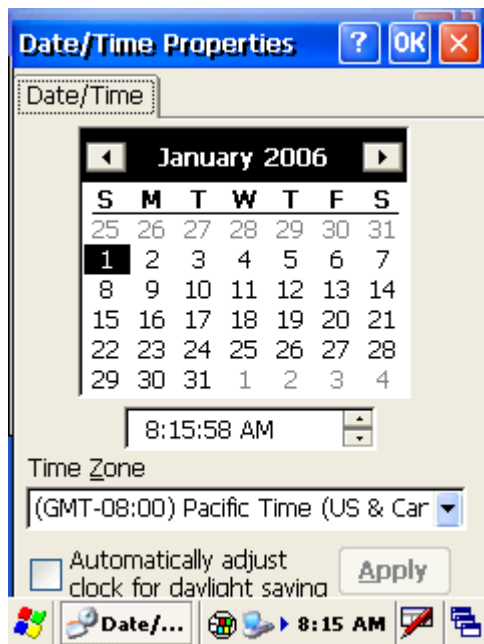 Date/Time Properties ? OK ×
Date/Time
January 2006
S M T W T F S
25 26 27 28 29 30 31
1 2 3 4 5 6 7
8 9 10 11 12 13 14
15 16 17 18 19 20 21
22 23 24 25 26 27 28
29 30 31 1 2 3 4
8:15:58 AM
Time Zone
(GMT-08:00) Pacific Time (US & Car
Automatically adjust
clock for daylight saving
Apply
Date/... 8:15 AM